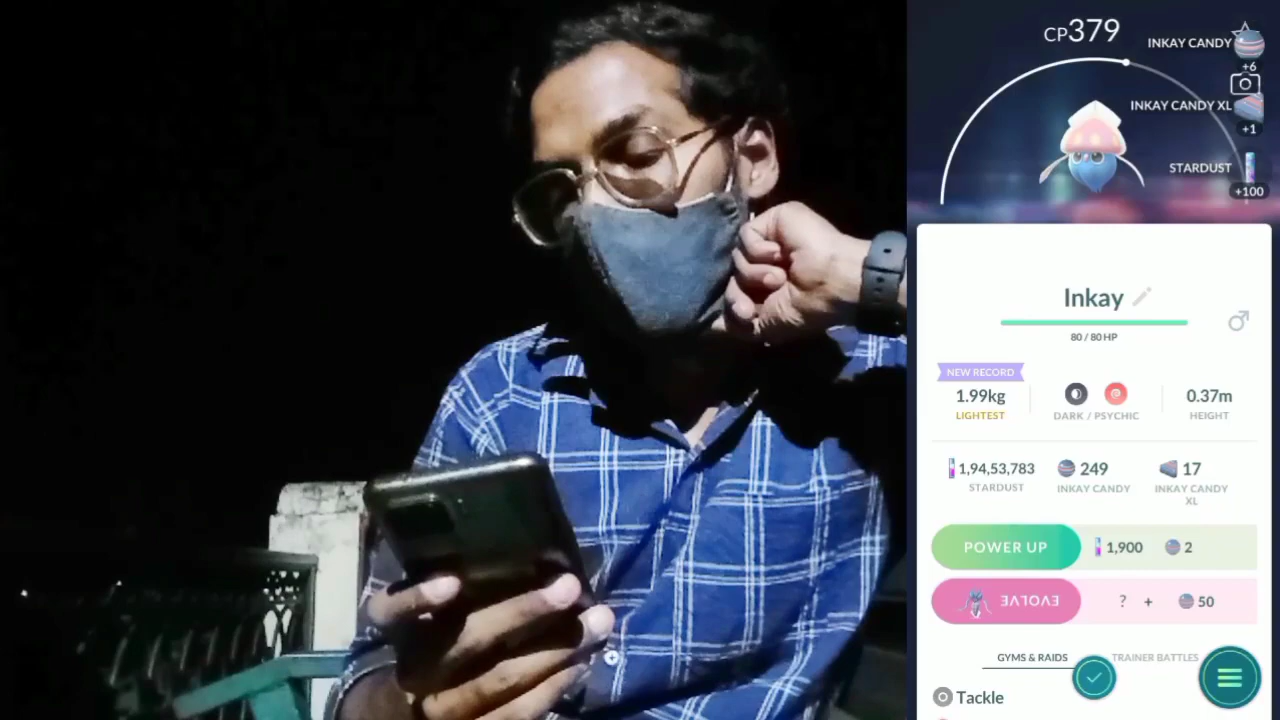 CP379
INKAY CANDY
+6
INKAY CANDY XL
+1
STARDUST
+100
Inkay
80 / 80 HP
NEW RECORD
1.99kg
LIGHTEST
DARK / PSYCHIC
0.37m
HEIGHT
1,94,53,783
STARDUST
249
INKAY CANDY
17
INKAY CANDY
XL
POWER UP
1,900
2
EVOLVE
? +
50
GYMS & RAIDS
TRAINER BATTLES
Tackle